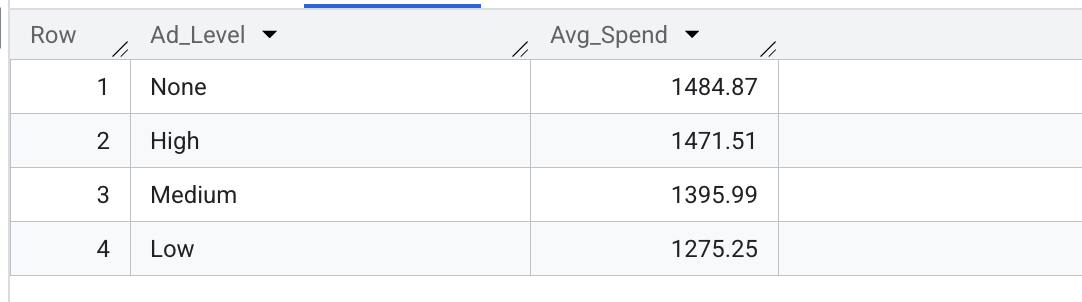 Row Ad_Level Avg_Spend
1 None 1484.87
2 High 1471.51
3 Medium 1395.99
4 Low 1275.25